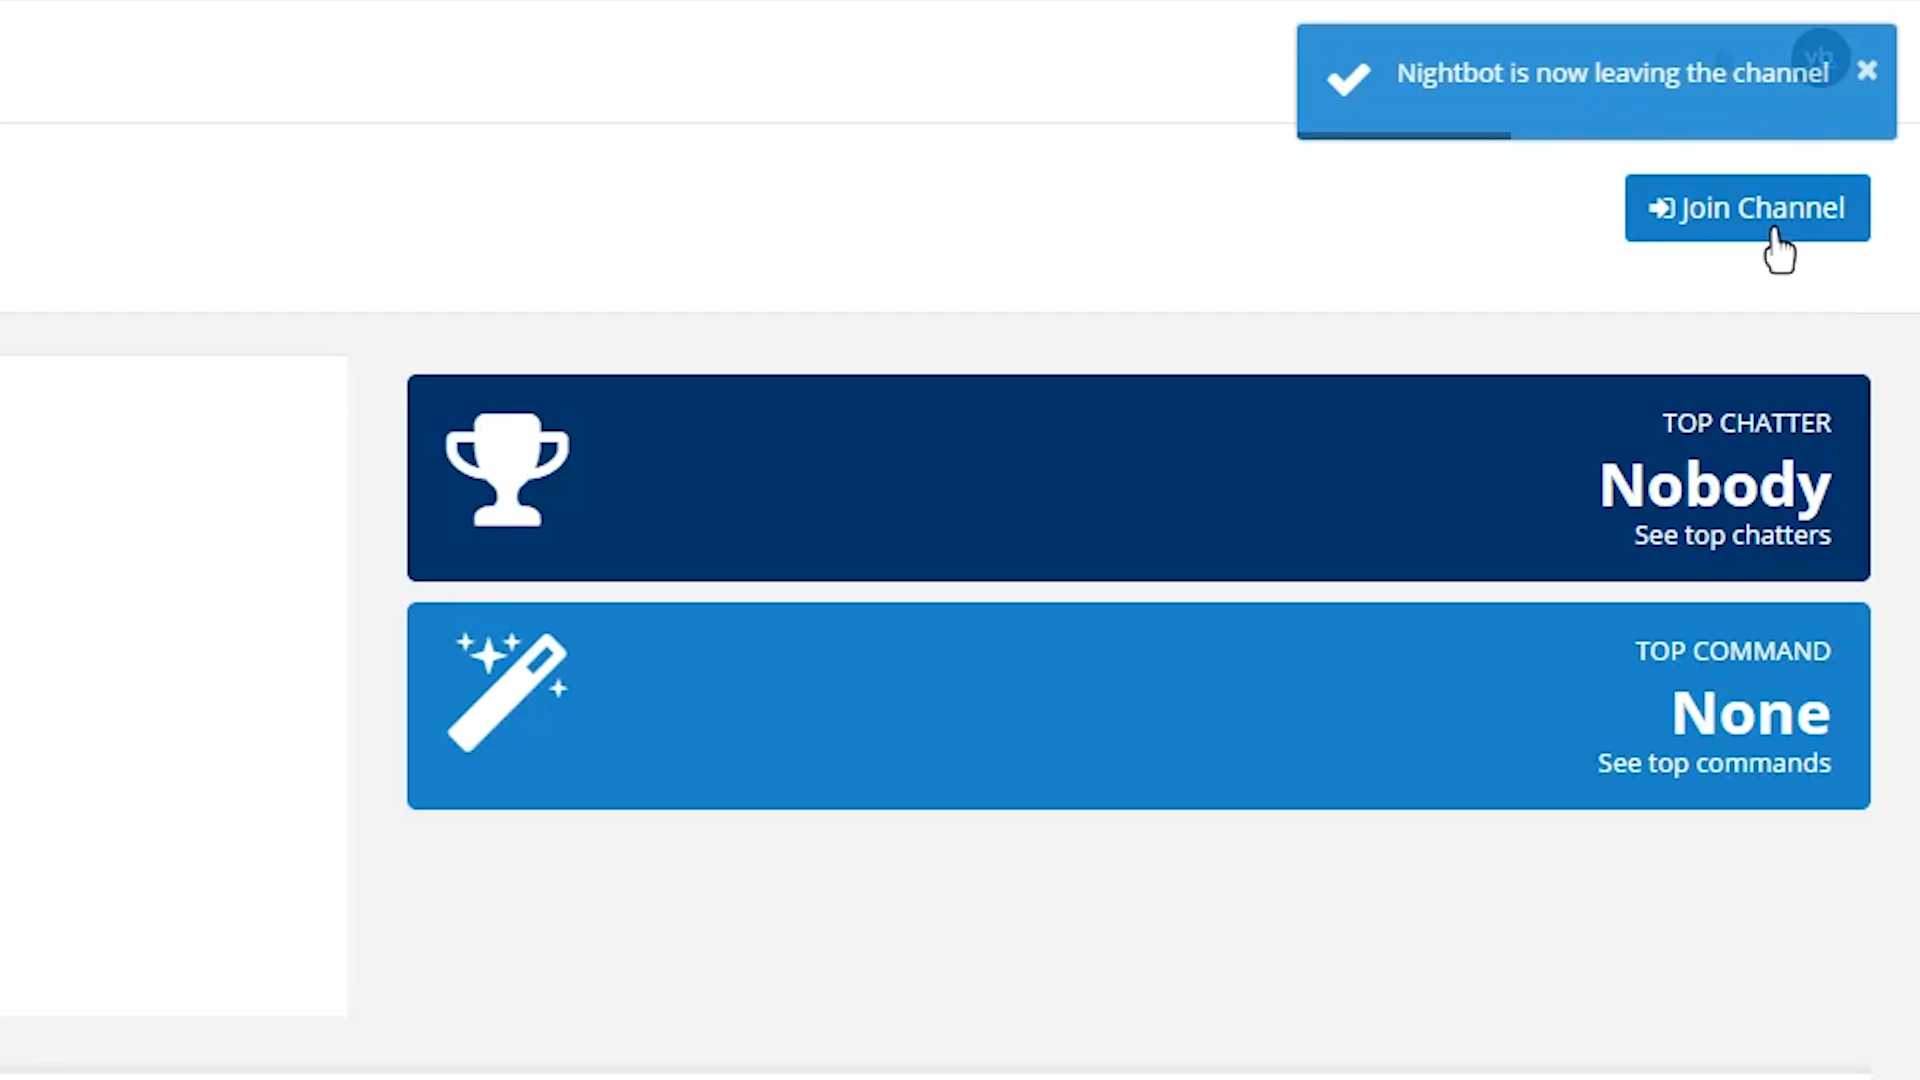 Nightbot is now leaving the channel
Join Channel
TOP CHATTER
Nobody
See top chatters
TOP COMMAND
None
See top commands